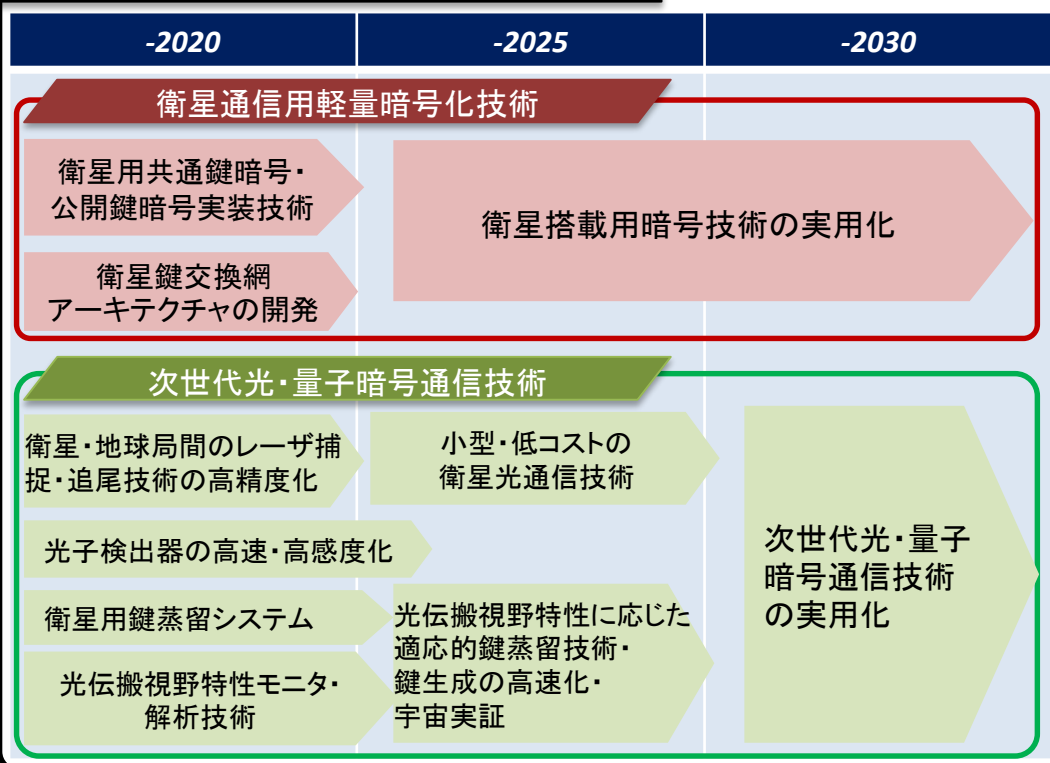 -2020
-2025
-2030
衛星通信用軽量暗号化技術
衛星用共通鍵暗号・
公開鍵暗号実装技術
衛星鍵交換網
アーキテクチャの開発
衛星搭載用暗号技術の実用化
次世代光・量子暗号通信技術
衛星・地球局間のレーザ捕
捉・追尾技術の高精度化
小型・低コストの
衛星光通信技術
光子検出器の高速・高感度化
衛星用鍵蒸留システム
光伝搬視野特性モニタ・
解析技術
光伝搬視野特性に応じた
適応的鍵蒸留技術・
鍵生成の高速化・
宇宙実証
次世代光・量子
暗号通信技術
の実用化